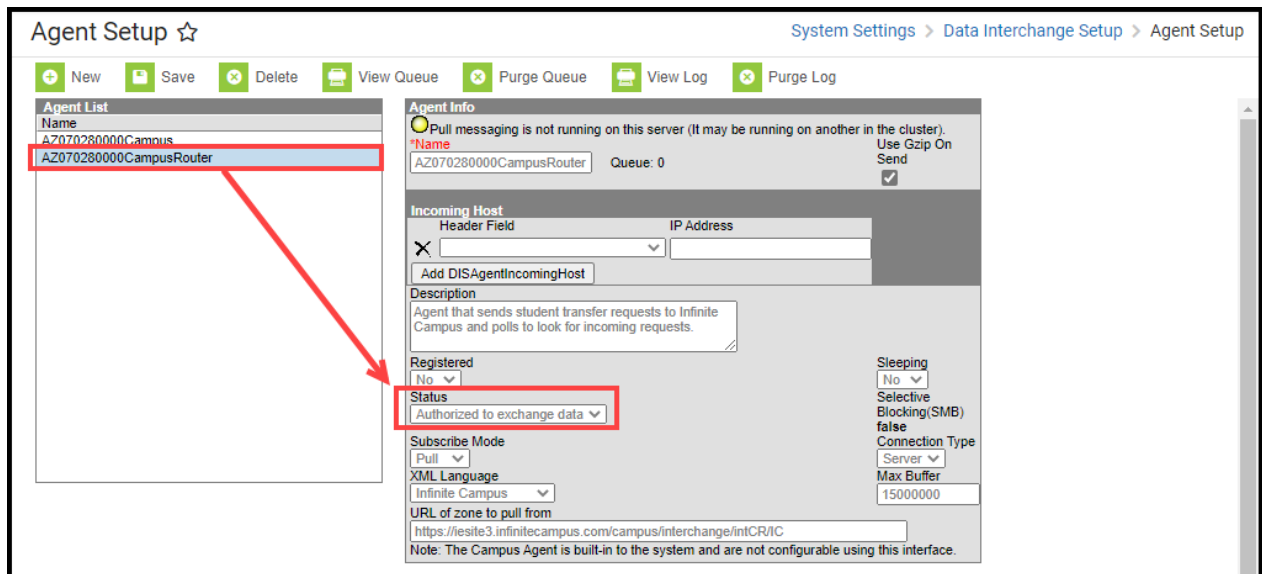 Agent Setup
System Settings > Data Interchange Setup > Agent Setup
New Save Delete View Queue Purge Queue View Log Purge Log
Agent List
Name
AZ070280000Campus
AZ070280000CampusRouter
Agent Info
Pull messaging is not running on this server (It may be running on another in the cluster).
*Name
Use Gzip On Send
AZ070280000CampusRouter Queue: 0
Incoming Host
Header Field IP Address
Add DISAgentIncomingHost
Description
Agent that sends student transfer requests to Infinite
Campus and polls to look for incoming requests.
Registered Sleeping
No No
Status Selective
Authorized to exchange data Blocking(SMB)
false
Subscribe Mode Connection Type
Pull Server
XML Language Max Buffer
Infinite Campus 15000000
URL of zone to pull from
https://iesite3.infinitecampus.com/campus/interchange/intCR/IC
Note: The Campus Agent is built-in to the system and are not configurable using this interface.